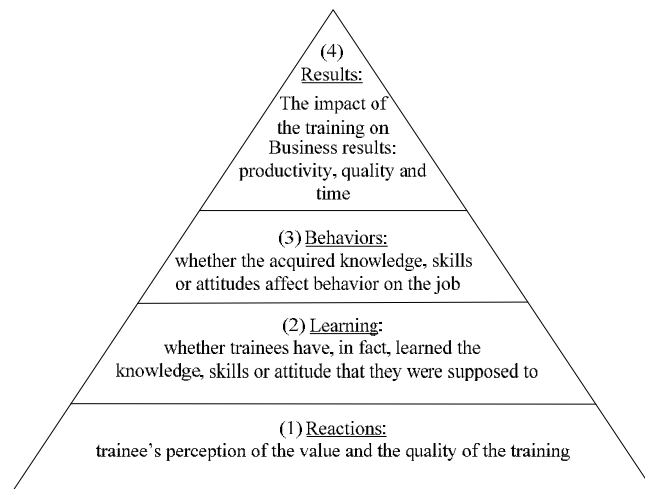 (4)
Results:
The impact of
the training on
Business results:
productivity, quality and
time
(3) Behaviors:
whether the acquired knowledge, skills
or attitudes affect behavior on the job
(2) Learning:
whether trainees have, in fact, learned the
knowledge, skills or attitude that they were supposed to
(1) Reactions:
trainee's perception of the value and the quality of the training